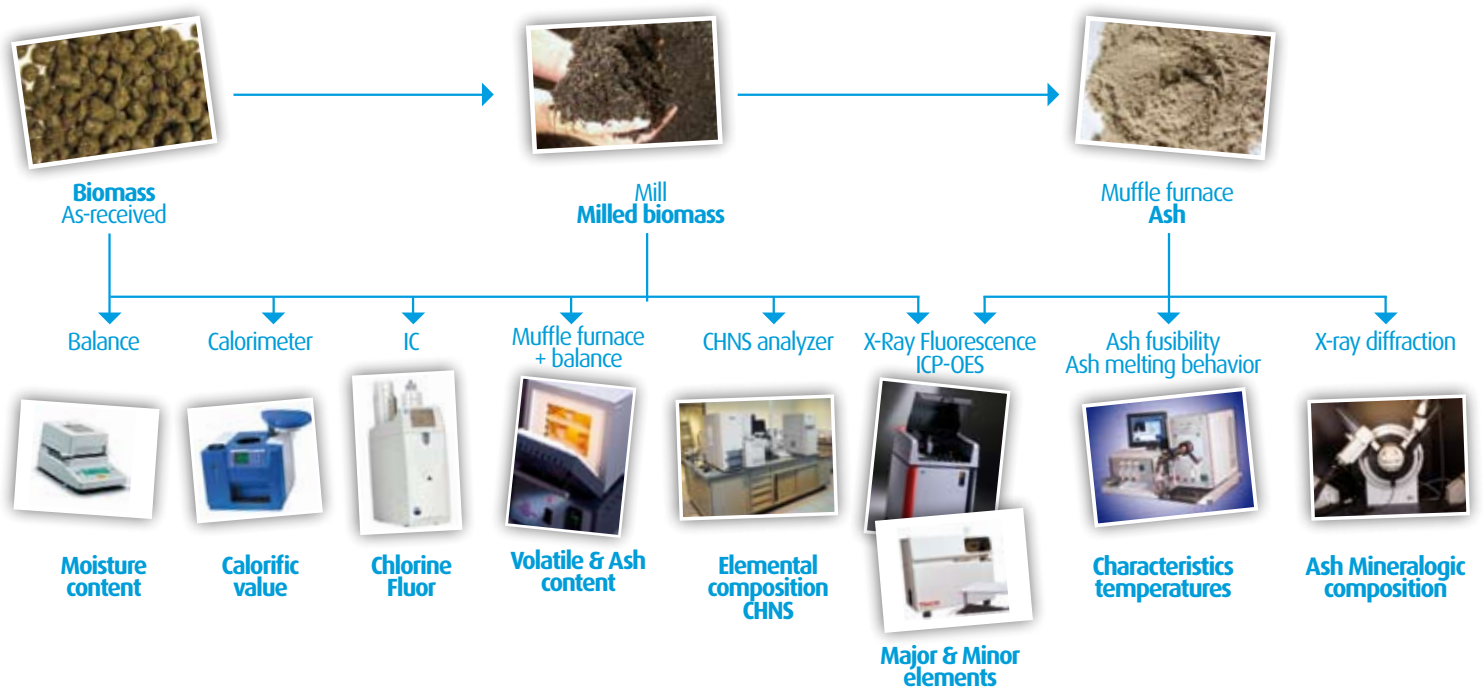 Biomass
As-received
Mill
Milled biomass
Muffle furnace
Ash
Balance
Calorimeter
IC
Muffle furnace
+ balance
CHNS analyzer
X-Ray Fluorescence
ICP-OES
Ash fusibility
Ash melting behavior
X-ray diffraction
Moisture
content
Calorific
value
Chlorine
Fluor
Volatile & Ash
content
Elemental
composition
CHNS
Major & Minor
elements
Characteristics
temperatures
Ash Mineralogic
composition